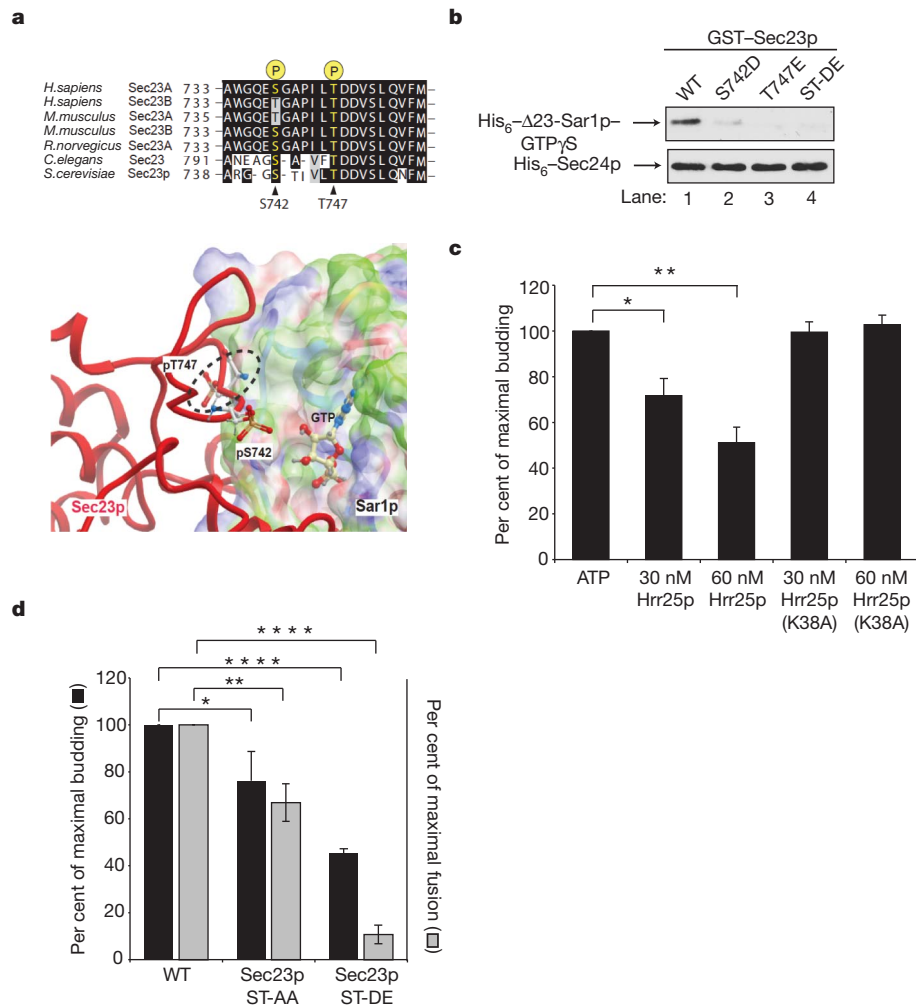 a
P P
H.sapiens Sec23A 733 – AWGQESGAPILTDDVSLQVFM –
H.sapiens Sec23B 733 – AWGQETGAPILTDDVSLQVFM –
M.musculus Sec23A 735 – AWGQETGAPILTDDVSLQVFM –
M.musculus Sec23B 733 – AWGQESGAPILTDDVSLQVFM –
R.norvegicus Sec23A 733 – AWGQESGAPILTDDVSLQVFM –
C.elegans Sec23 791 – ANEAGS-A-VFTDDVSLQVFM –
S.cerevisiae Sec23p 738 – ARG-GS-TIVLTDDVSLQNFM –
S742 T747
pT747
GTP
pS742
Sec23p
Sar1p
b
GST–Sec23p
WT S742D T747E ST-DE
His6–Δ23-Sar1p–
GTPγS
His6–Sec24p
Lane: 1 2 3 4
c
Per cent of maximal budding
120
100
80
60
40
20
0
* *
*
ATP
30 nM Hrr25p
60 nM Hrr25p
30 nM Hrr25p (K38A)
60 nM Hrr25p (K38A)
d
Per cent of maximal budding ( )
120
100
80
60
40
20
0
* * * *
* * * *
* *
*
WT
Sec23p ST-AA
Sec23p ST-DE
Per cent of maximal fusion ( )